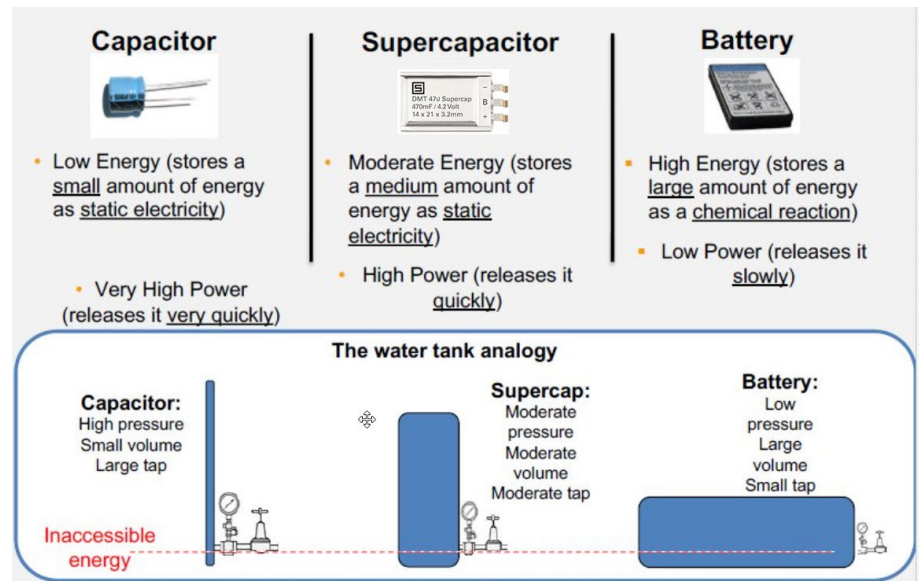 Capacitor
Low Energy (stores a
small amount of energy
as static electricity)
Very High Power
(releases it very quickly)
Supercapacitor
S
DMT 47U Supercap
470mF / 4.2 Volt
14 x 21 x 3.2mm
−
B
+
Moderate Energy (stores
a medium amount of
energy as static
electricity)
High Power (releases it
quickly)
Battery
High Energy (stores a
large amount of energy
as a chemical reaction)
Low Power (releases it
slowly)
The water tank analogy
Capacitor:
High pressure
Small volume
Large tap
Supercap:
Moderate
pressure
Moderate
volume
Moderate tap
Battery:
Low
pressure
Large
volume
Small tap
Inaccessible
energy